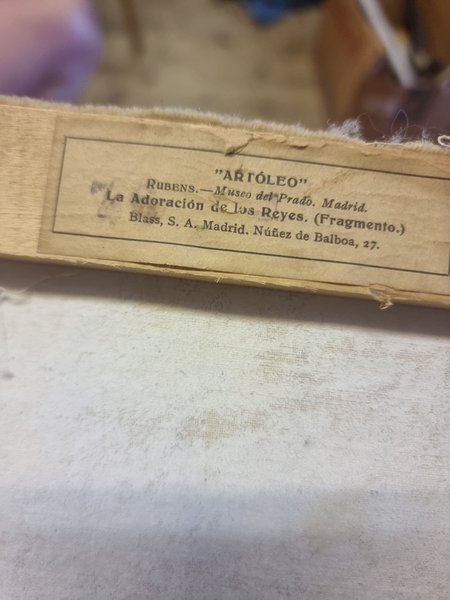 "ARTÓLEO"
RUBENS.—Museo del Prado. Madrid.
La Adoración de los Reyes. (Fragmento.)
Blass, S. A. Madrid. Núñez de Balboa, 27.